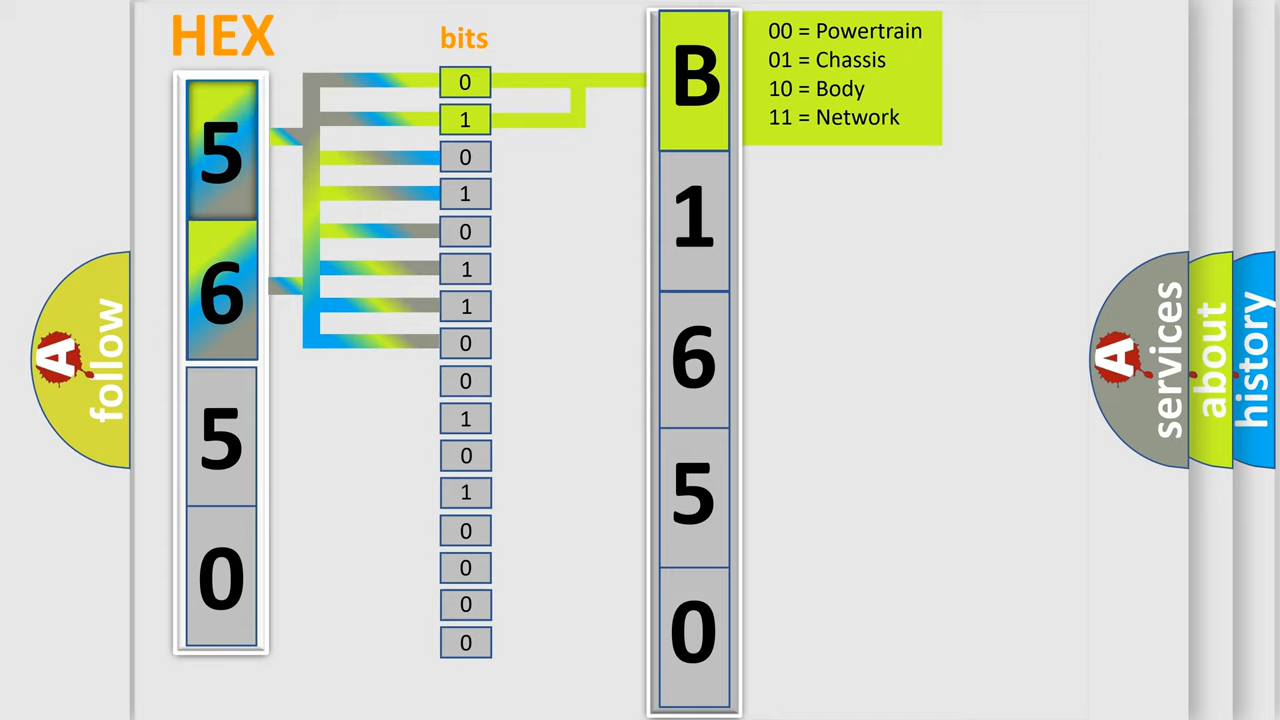 HEX
bits
5
6
5
0
0
1
0
1
0
1
1
0
0
1
0
1
0
0
0
0
B
1
6
5
0
00 = Powertrain
01 = Chassis
10 = Body
11 = Network
A
follow
A
services
about
history